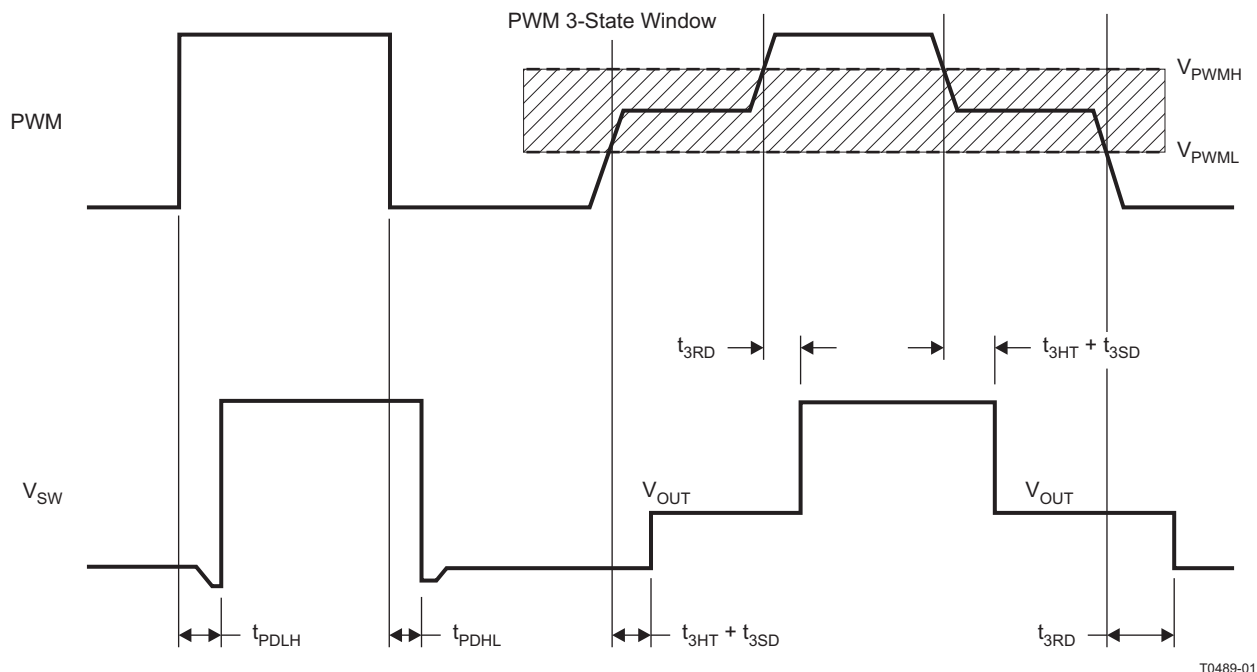 PWM 3-State Window
V_PWMH
PWM
V_PWML
t_3RD
t_3HT + t_3SD
V_SW
V_OUT
V_OUT
t_PDLH
t_PDHL
t_3HT + t_3SD
t_3RD
T0489-01